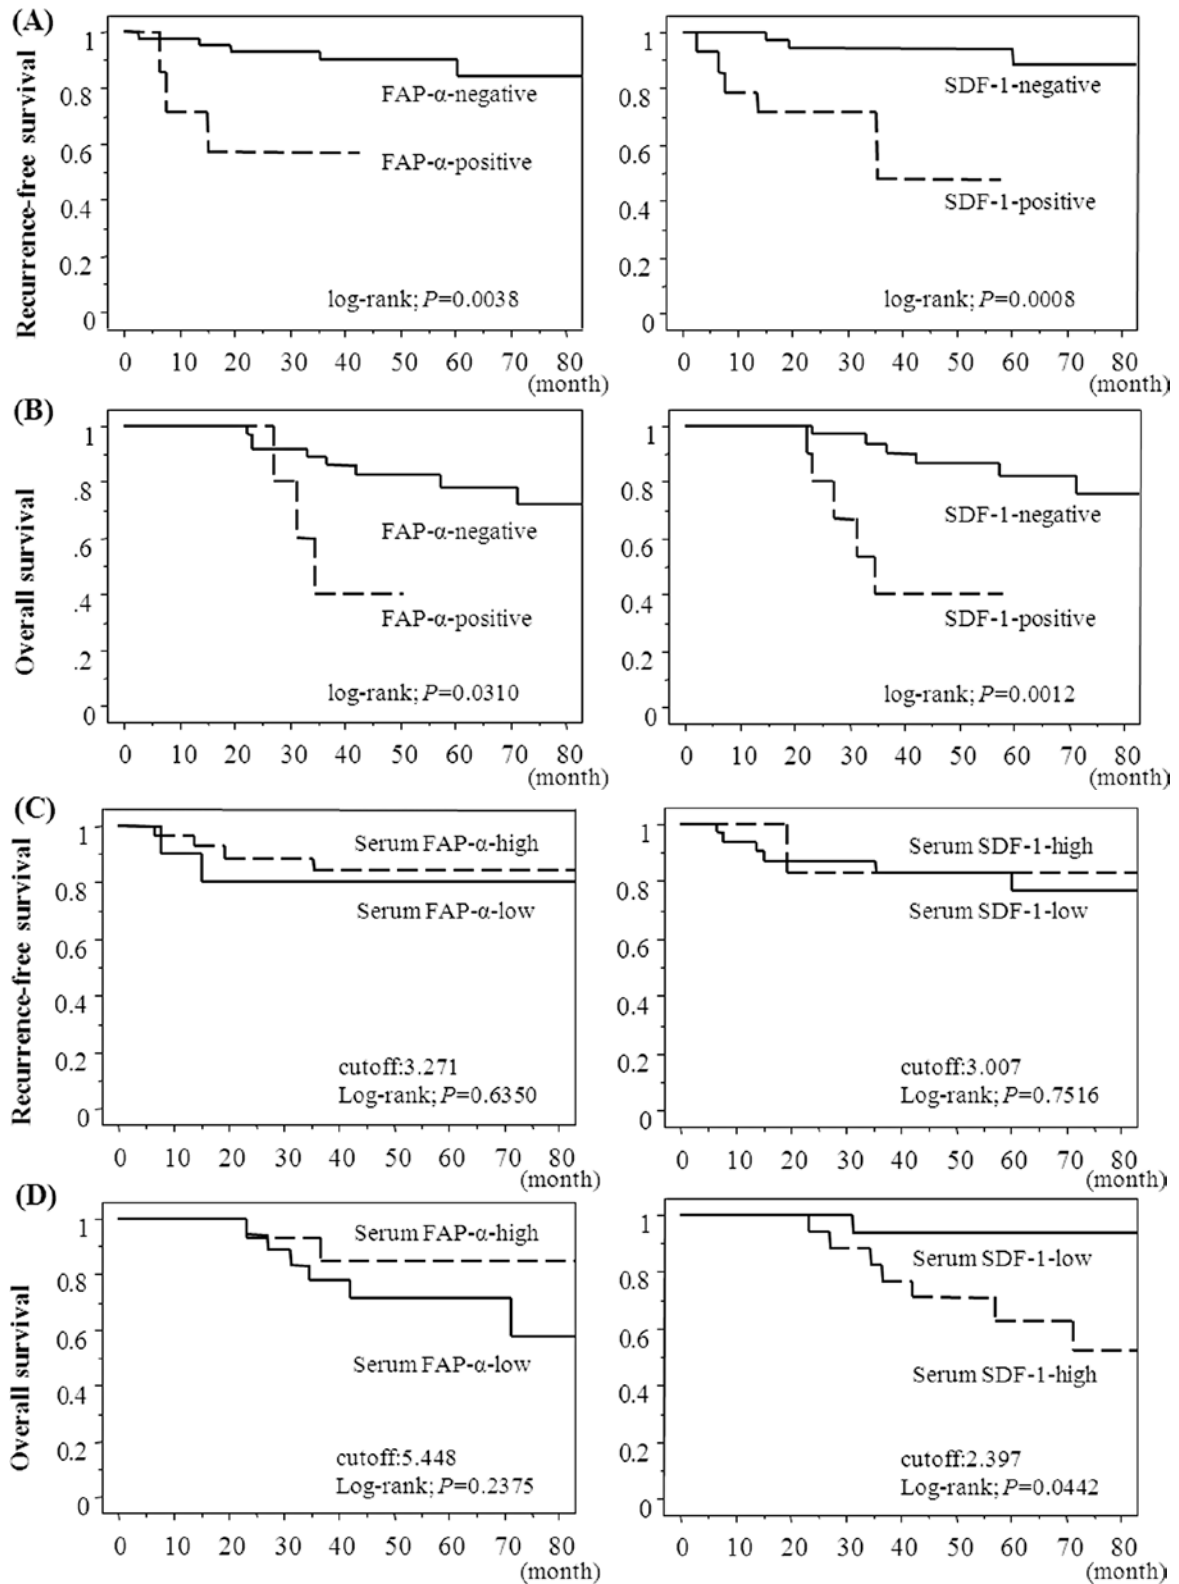 (A)
Recurrence-free survival
1
0.8
0.6
0.4
0.2
0
FAP-α-negative
FAP-α-positive
log-rank; P=0.0038
0 10 20 30 40 50 60 70 80
(month)
1
0.8
0.6
0.4
0.2
0
SDF-1-negative
SDF-1-positive
log-rank; P=0.0008
0 10 20 30 40 50 60 70 80
(month)
(B)
Overall survival
1
.8
.6
.4
.2
0
FAP-α-negative
FAP-α-positive
log-rank; P=0.0310
0 10 20 30 40 50 60 70 80
(month)
1
0.8
0.6
0.4
0.2
0
SDF-1-negative
SDF-1-positive
log-rank; P=0.0012
0 10 20 30 40 50 60 70 80
(month)
(C)
Recurrence-free survival
1
0.8
0.6
0.4
0.2
0
Serum FAP-α-high
Serum FAP-α-low
cutoff:3.271
Log-rank; P=0.6350
0 10 20 30 40 50 60 70 80
(month)
1
0.8
0.6
0.4
0.2
0
Serum SDF-1-high
Serum SDF-1-low
cutoff:3.007
Log-rank; P=0.7516
0 10 20 30 40 50 60 70 80
(month)
(D)
Overall survival
1
0.8
0.6
0.4
0.2
0
Serum FAP-α-high
Serum FAP-α-low
cutoff:5.448
Log-rank; P=0.2375
0 10 20 30 40 50 60 70 80
(month)
1
0.8
0.6
0.4
0.2
0
Serum SDF-1-low
Serum SDF-1-high
cutoff:2.397
Log-rank; P=0.0442
0 10 20 30 40 50 60 70 80
(month)